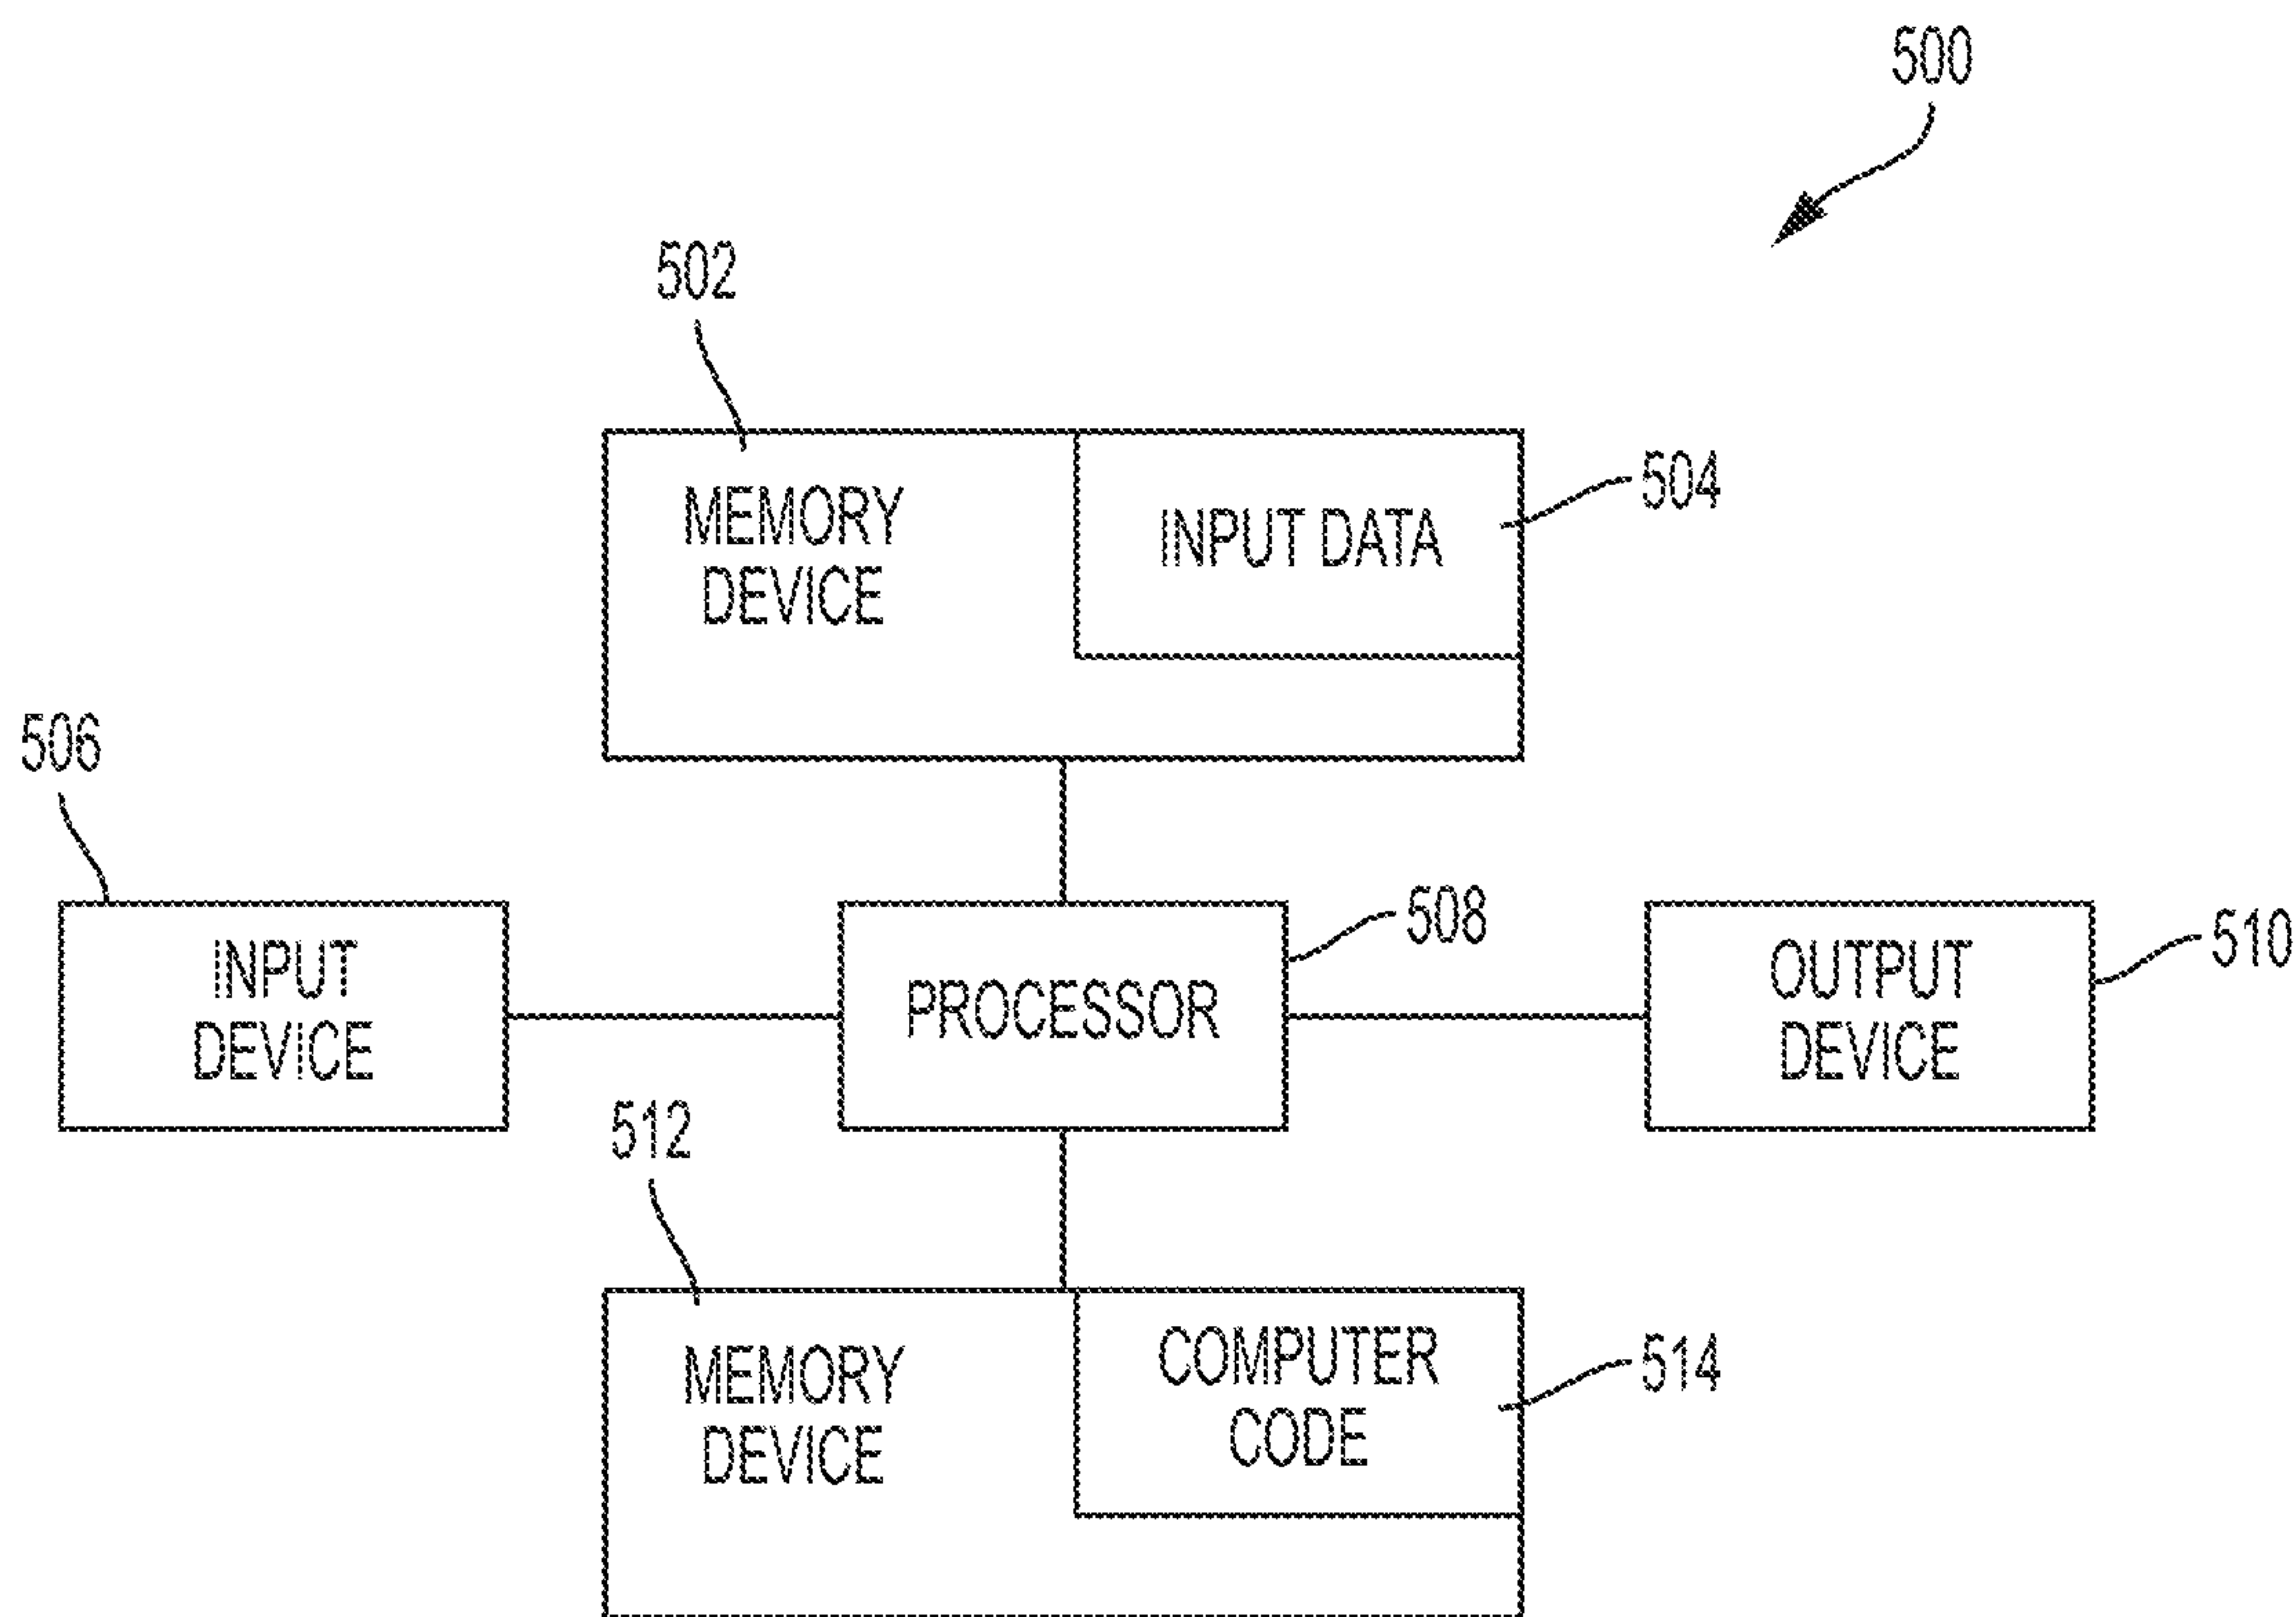 500
502
MEMORY
DEVICE
INPUT DATA
504
506
INPUT
DEVICE
PROCESSOR
508
OUTPUT
DEVICE
510
512
MEMORY
DEVICE
COMPUTER
CODE
514